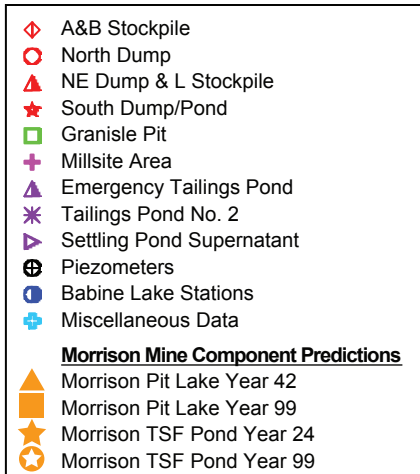 A&B Stockpile
North Dump
NE Dump & L Stockpile
South Dump/Pond
Granisle Pit
Millsite Area
Emergency Tailings Pond
Tailings Pond No. 2
Settling Pond Supernatant
Piezometers
Babine Lake Stations
Miscellaneous Data
Morrison Mine Component Predictions
Morrison Pit Lake Year 42
Morrison Pit Lake Year 99
Morrison TSF Pond Year 24
Morrison TSF Pond Year 99